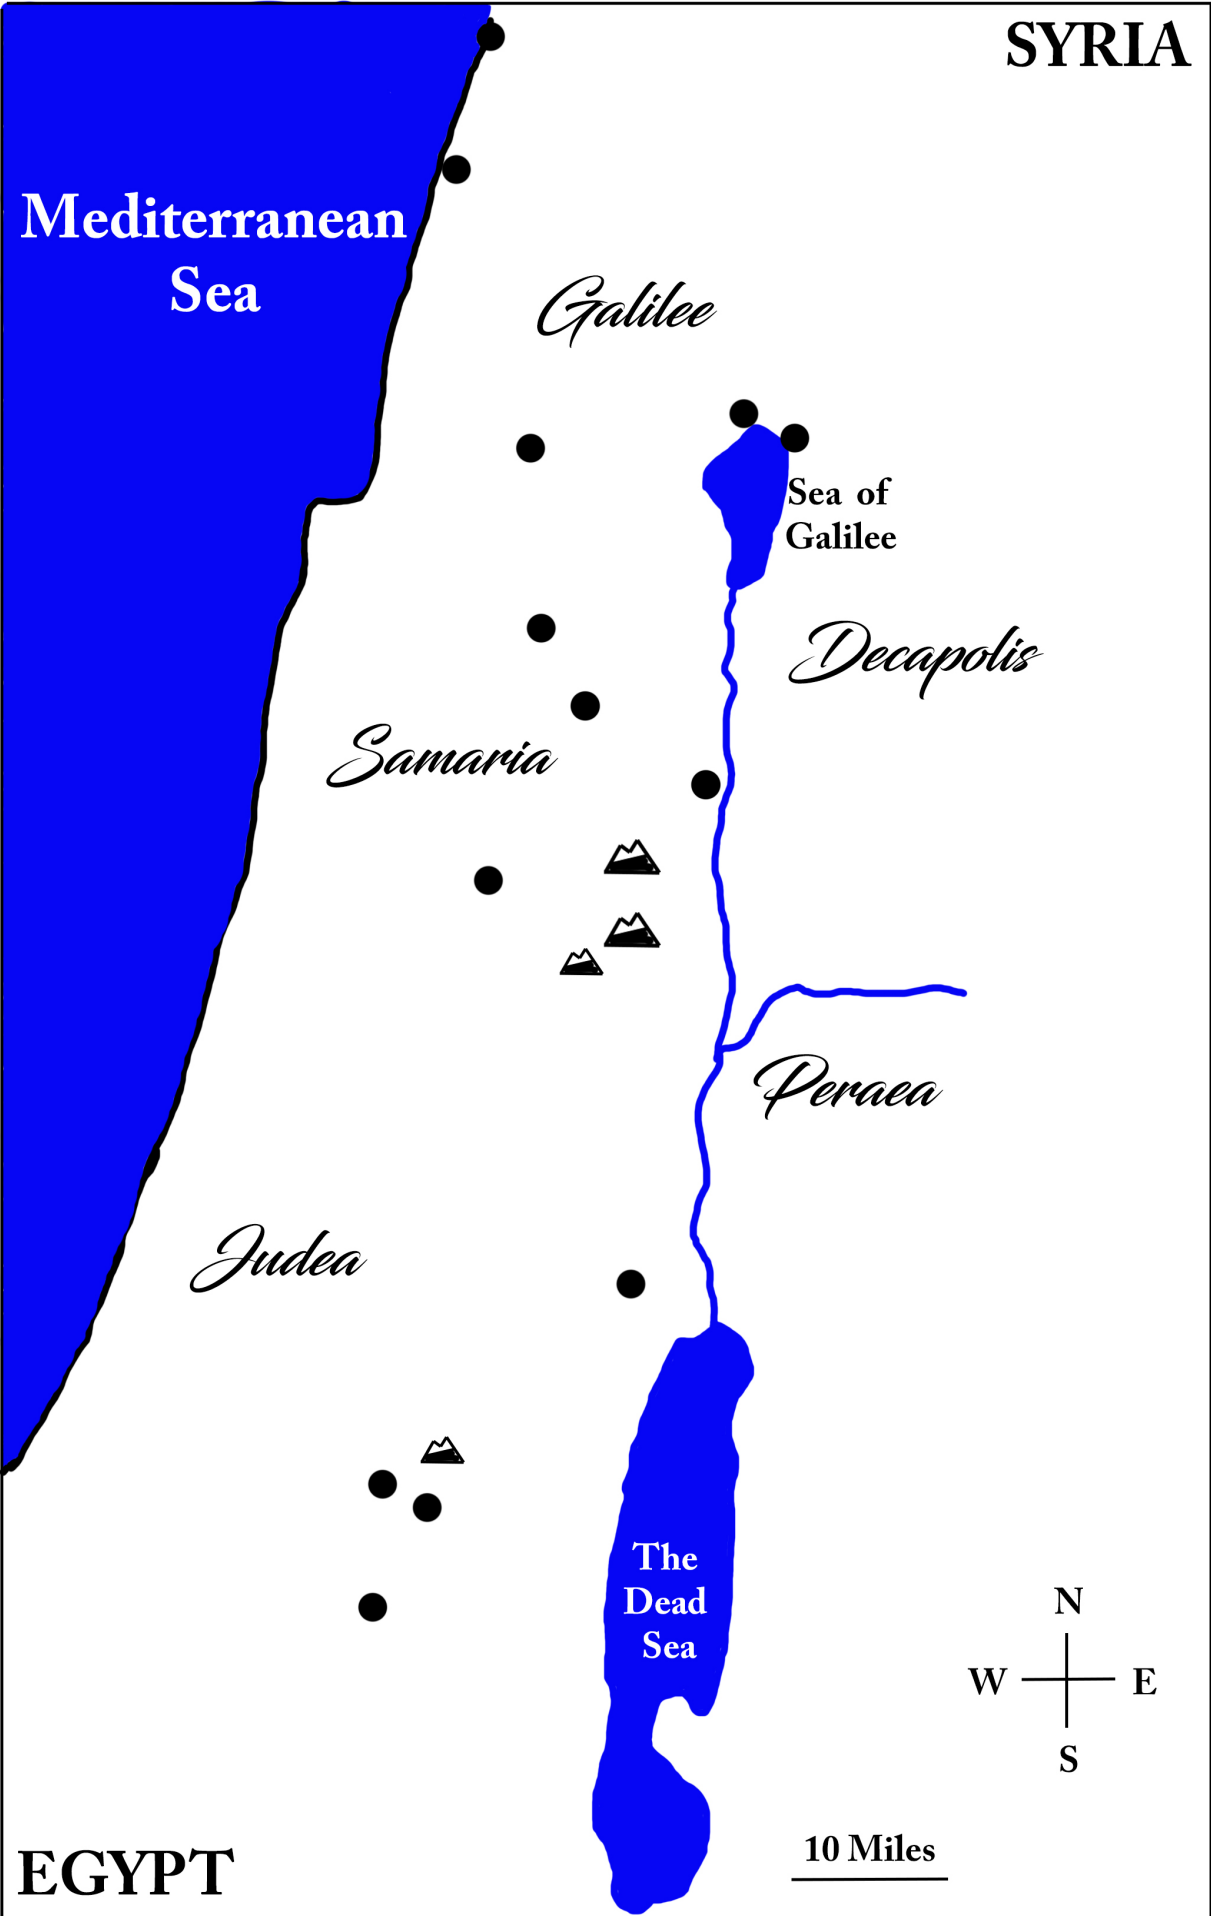 SYRIA
Mediterranean
Sea
Galilee
Sea of
Galilee
Decapolis
Samaria
Peraea
Judea
The
Dead
Sea
N
W E
S
10 Miles
EGYPT